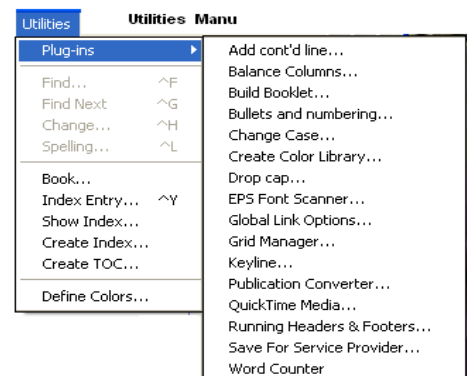 Utilities Utilities Manu
Plug-ins
Find... ^F
Find Next ^G
Change... ^H
Spelling... ^L
Book...
Index Entry... ^Y
Show Index...
Create Index...
Create TOC...
Define Colors...
Add cont'd line...
Balance Columns...
Build Booklet...
Bullets and numbering...
Change Case...
Create Color Library...
Drop cap...
EPS Font Scanner...
Global Link Options...
Grid Manager...
Keyline...
Publication Converter...
QuickTime Media...
Running Headers & Footers...
Save For Service Provider...
Word Counter